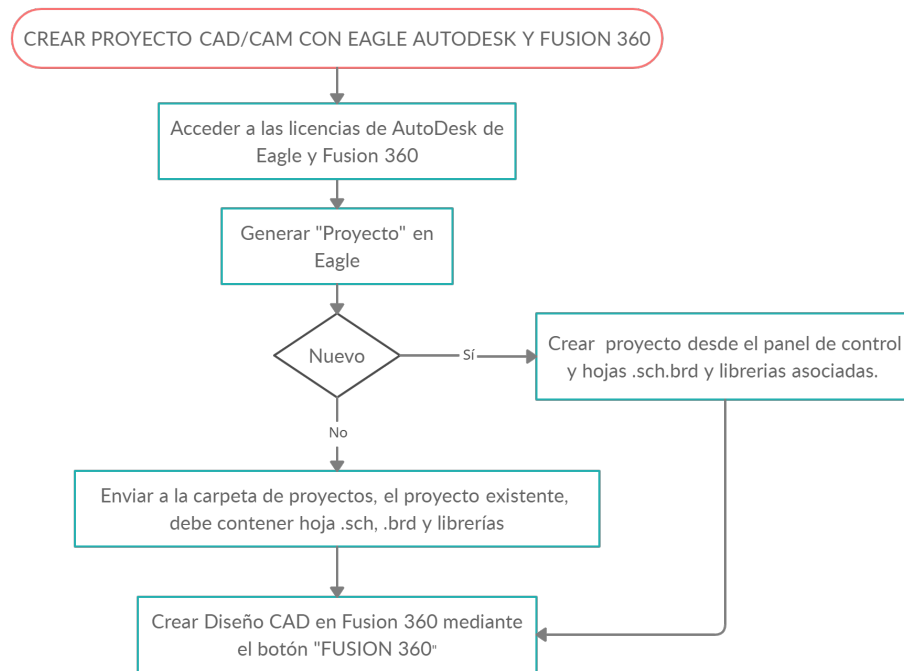 CREAR PROYECTO CAD/CAM CON EAGLE AUTODESK Y FUSION 360
Acceder a las licencias de AutoDesk de
Eagle y Fusion 360
Generar "Proyecto" en
Eagle
Nuevo
Sí
Crear proyecto desde el panel de control
y hojas .sch.brd y librerias asociadas.
No
Enviar a la carpeta de proyectos, el proyecto existente,
debe contener hoja .sch, .brd y librerías
Crear Diseño CAD en Fusion 360 mediante
el botón "FUSION 360"